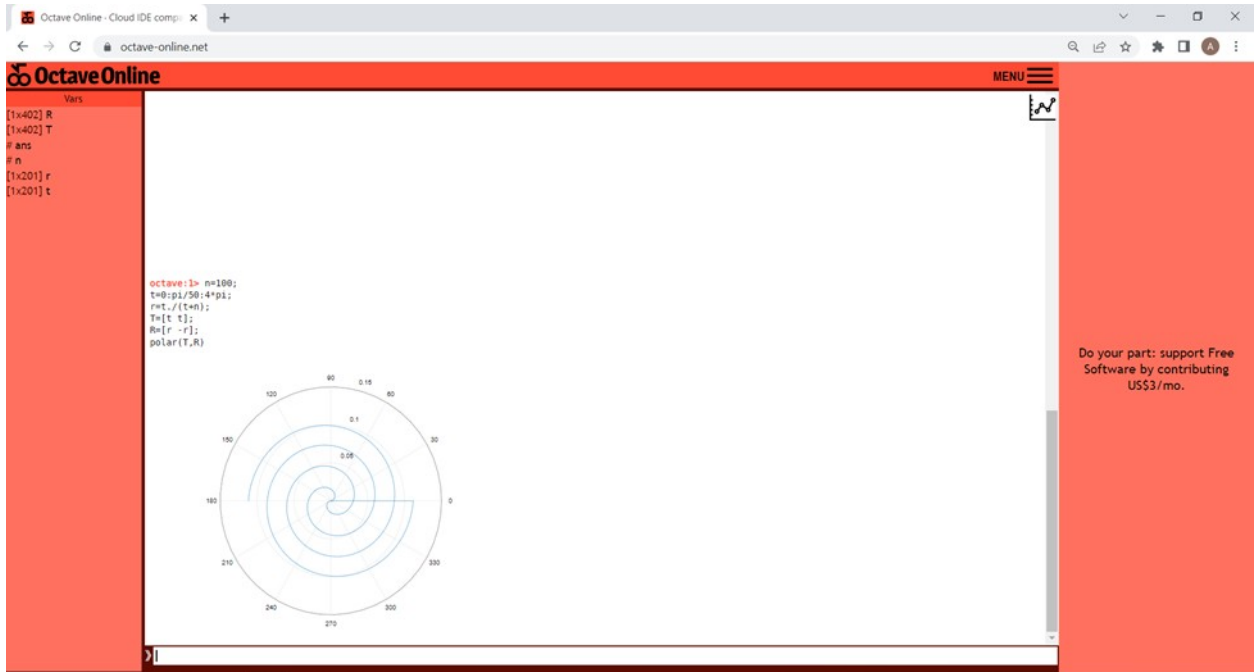 Octave Online · Cloud IDE comp
octave-online.net
A
Octave Online
MENU
Vars
[1x402] R
[1x402] T
# ans
# n
[1x201] r
[1x201] t
octave:1> n=100;
t=0:pi/50:4*pi;
r=t./(t+n);
T=[t t];
R=[r -r];
polar(T,R)
90
0.15
120
60
0.1
150
30
0.05
180
0
210
330
240
300
270
Do your part: support Free
Software by contributing
US$3/mo.